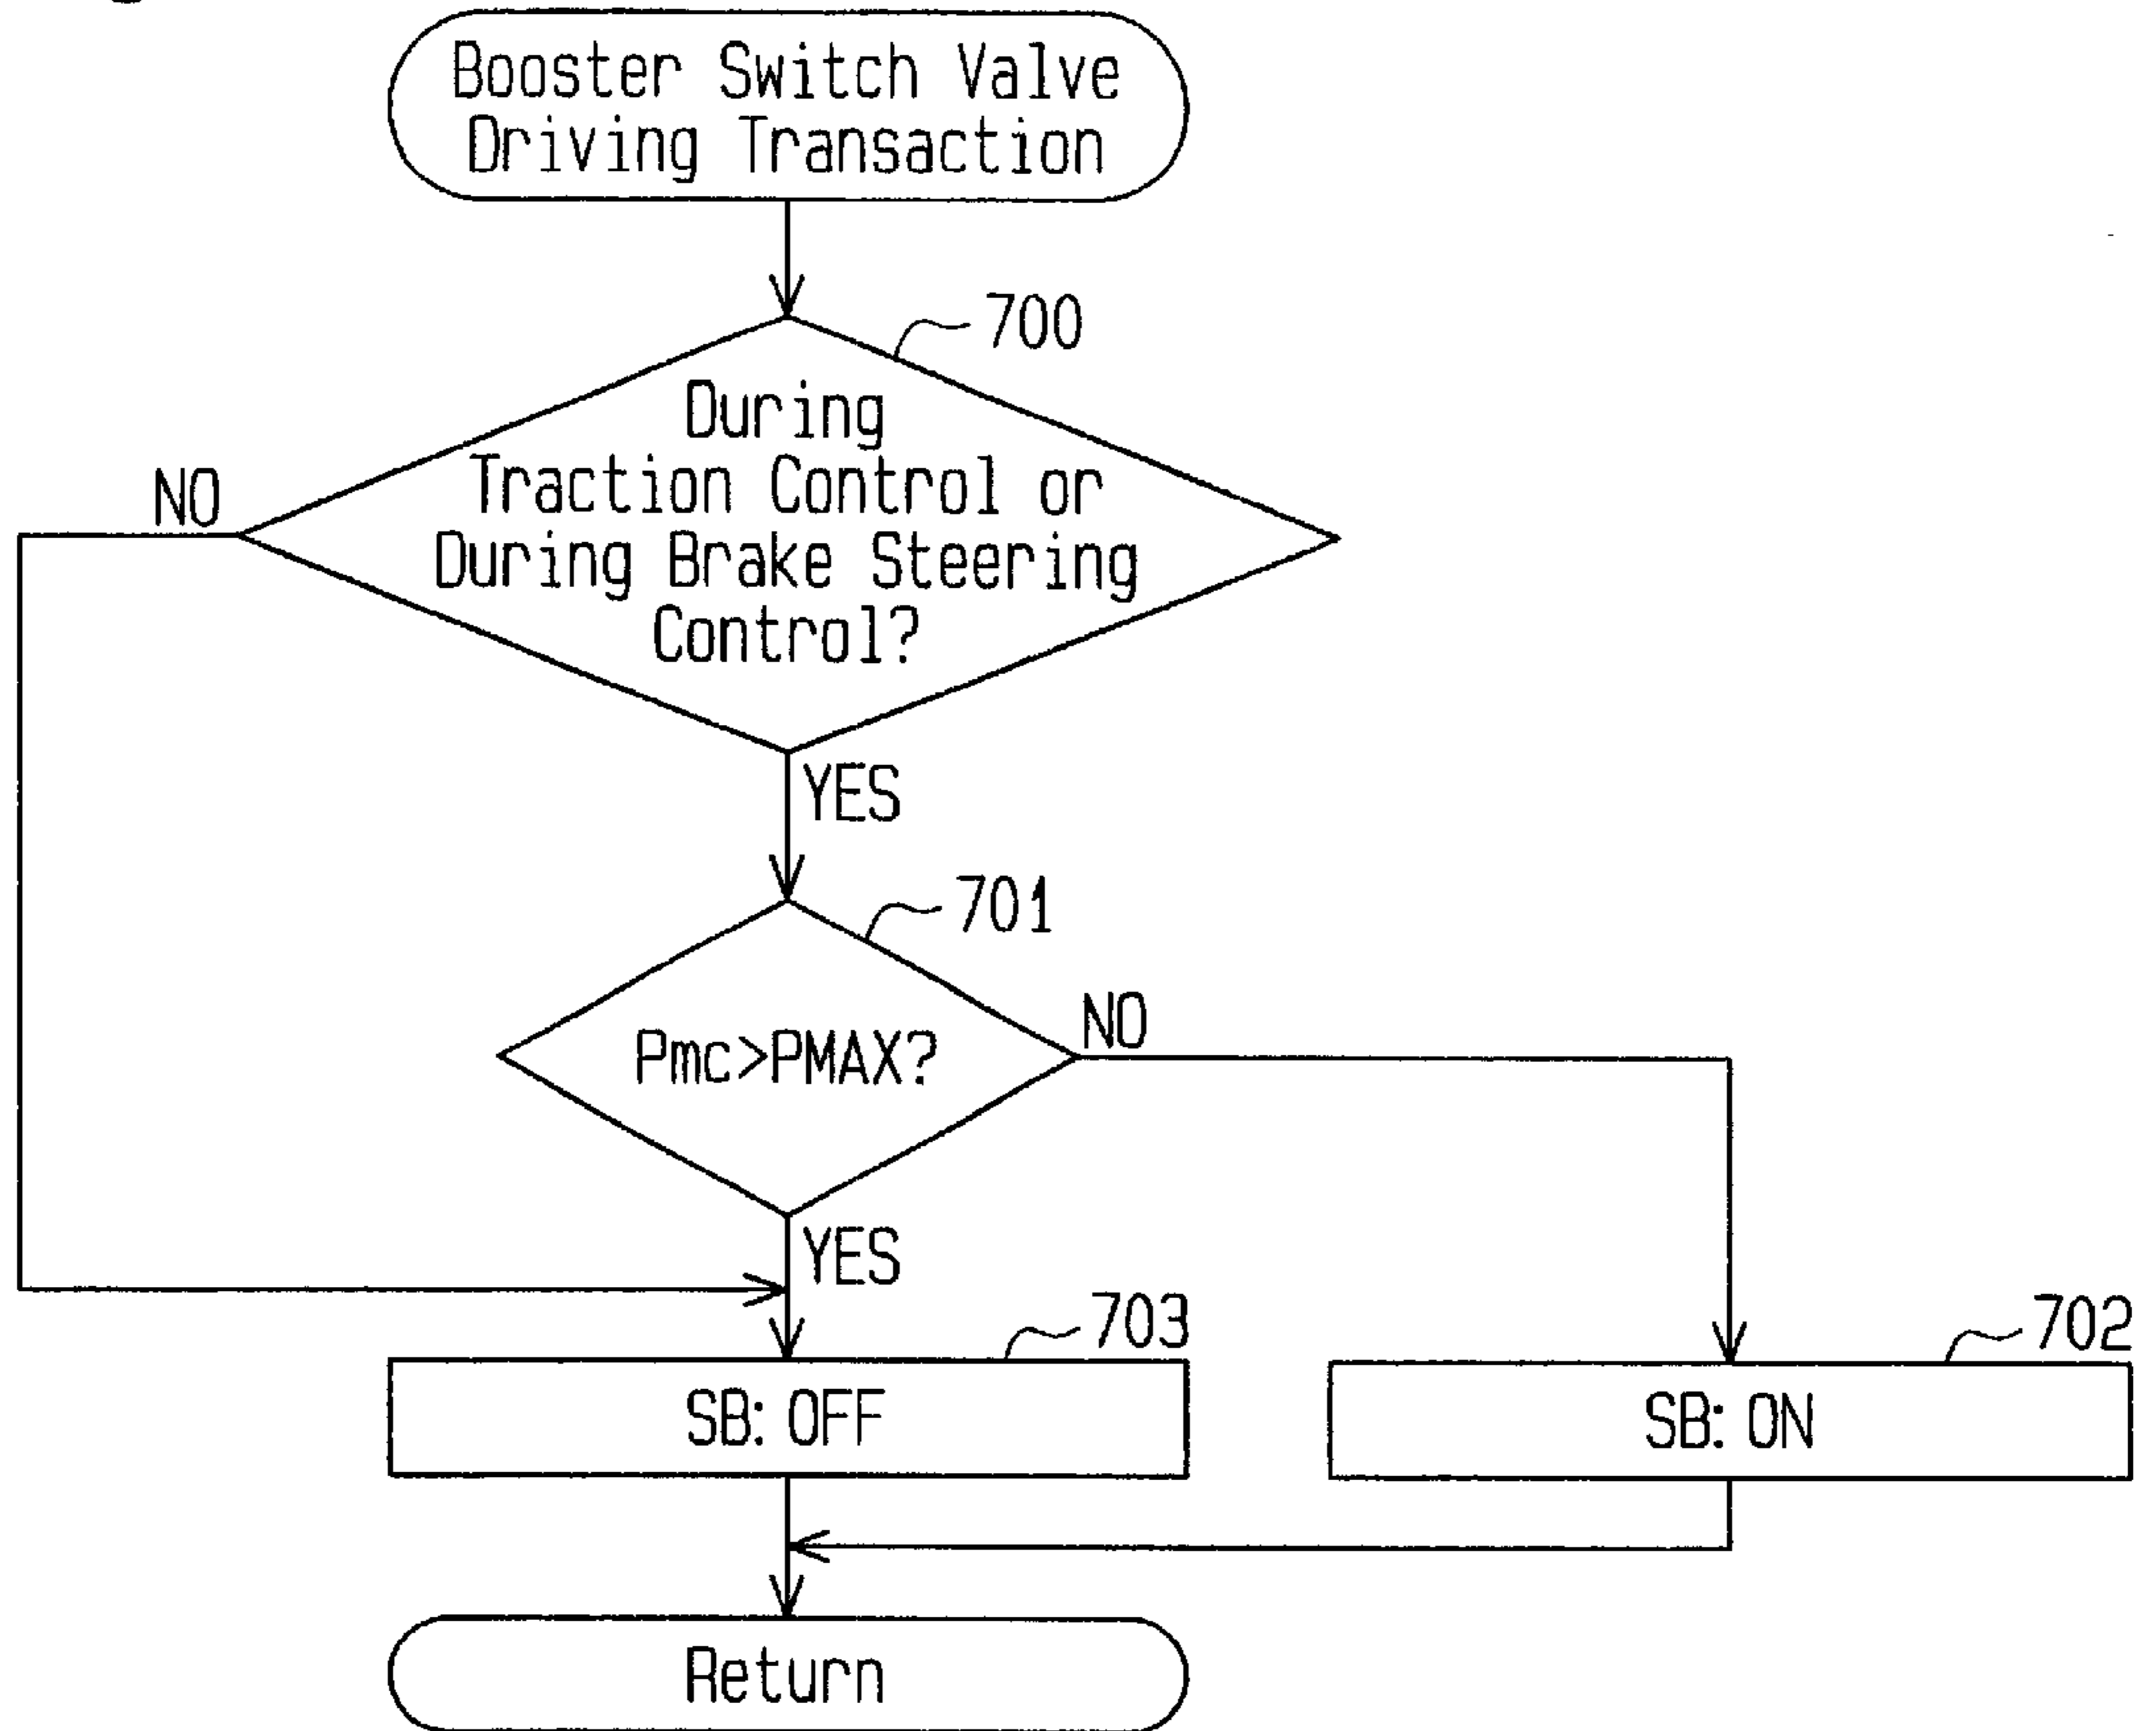 Booster Switch Valve
Driving Transaction
700
During
Traction Control or
During Brake Steering
Control?
NO
YES
701
Pmc>PMAX?
NO
YES
703
702
SB: OFF
SB: ON
Return